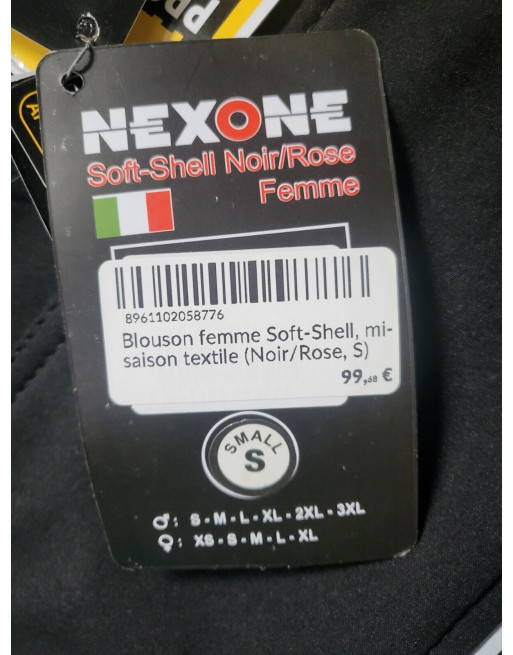 NEXONE
Soft-Shell Noir/Rose
Femme
8961102058776
Blouson femme Soft-Shell, mi-
saison textile (Noir/Rose, S)
99,68 €
SMALL
S
♂: S - M - L - XL - 2XL - 3XL
♀: XS - S - M - L - XL